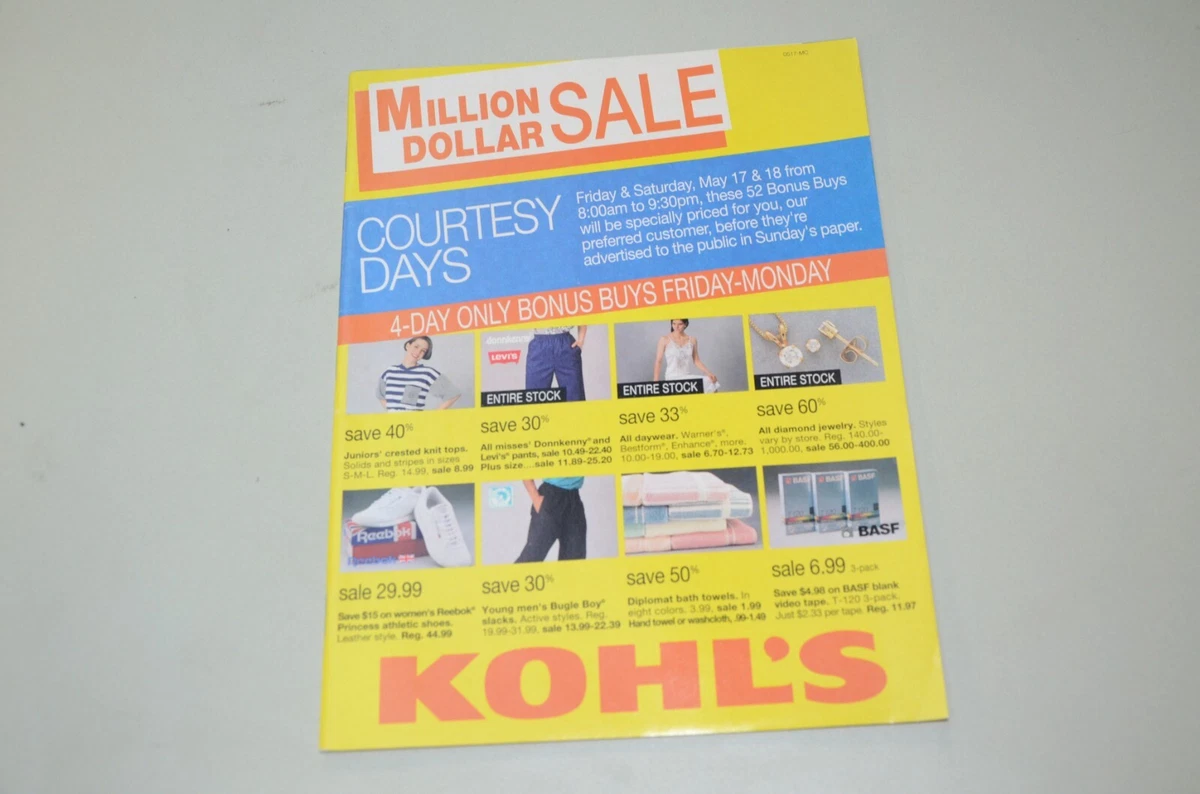 MILLION
DOLLAR SALE
COURTESY
DAYS
Friday & Saturday, May 17 & 18 from
8:00am to 9:30pm, these 52 Bonus Buys
will be specially priced for you, our
preferred customer, before they're
advertised to the public in Sunday's paper.
4-DAY ONLY BONUS BUYS FRIDAY-MONDAY
save 40%
Juniors' crested knit tops.
Solids and stripes in sizes
S-M-L, Reg. 14.99, sale 8.99
donnkenny
LEVI'S
ENTIRE STOCK
save 30%
All misses' Donnkenny® and
Levi's® pants, sale 10.49-22.40
Plus size....sale 11.89-25.20
ENTIRE STOCK
save 33%
All daywear. Warner's®,
Bestform®, Enhance®, more.
10.00-19.00, sale 6.70-12.73
ENTIRE STOCK
save 60%
All diamond jewelry. Styles
vary by store. Reg. 140.00-
1,000.00, sale 56.00-400.00
Reebok
Reebok
sale 29.99
Save $15 on women's Reebok®
Princess athletic shoes.
Leather style. Reg. 44.99
save 30%
Young men's Bugle Boy®
slacks. Active styles. Reg.
19.99-31.99, sale 13.99-22.39
save 50%
Diplomat bath towels. In
eight colors. 3.99, sale 1.99
Hand towel or washcloth, .99-1.49
BASF
BASF
BASF
BASF
sale 6.99 3-pack
Save $4.98 on BASF blank
video tape. T-120 3-pack.
Just $2.33 per tape. Reg. 11.97
KOHL'S